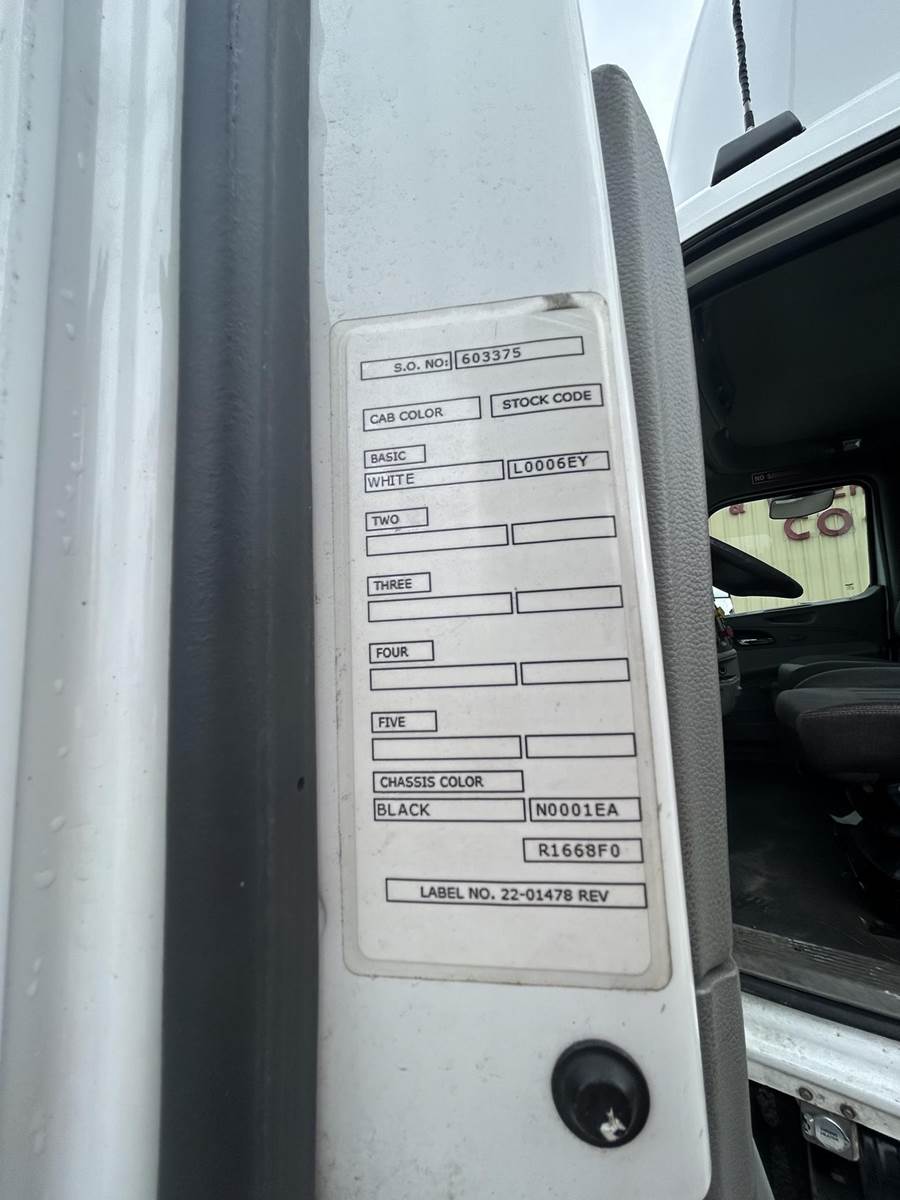 S.O. NO: 603375
CAB COLOR STOCK CODE
BASIC
WHITE L0006EY
TWO
THREE
FOUR
FIVE
CHASSIS COLOR
BLACK N0001EA
R1668F0
LABEL NO. 22-01478 REV
NO
&
CO